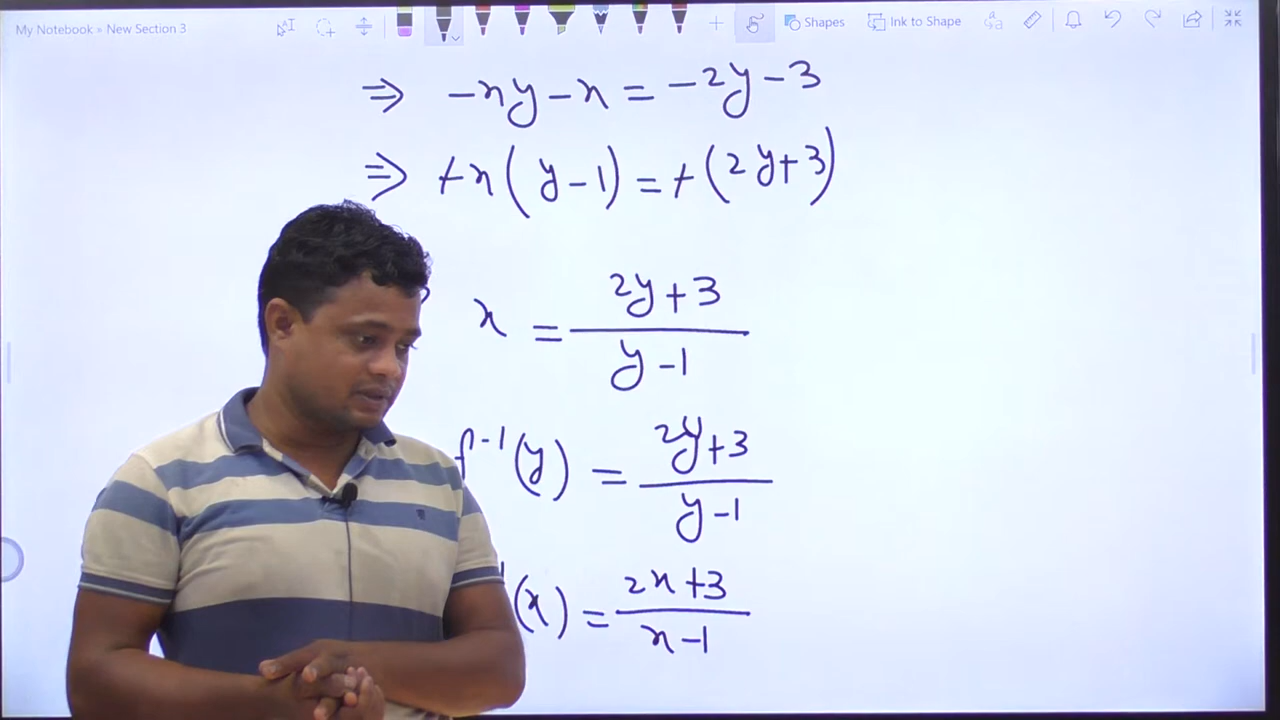 My Notebook » New Section 3
Shapes
Ink to Shape
⇒ -xy - x = -2y - 3
⇒ +x(y - 1) = +(2y + 3)
x = (2y + 3)/(y - 1)
f⁻¹(y) = (2y + 3)/(y - 1)
(x) = (2x + 3)/(x - 1)